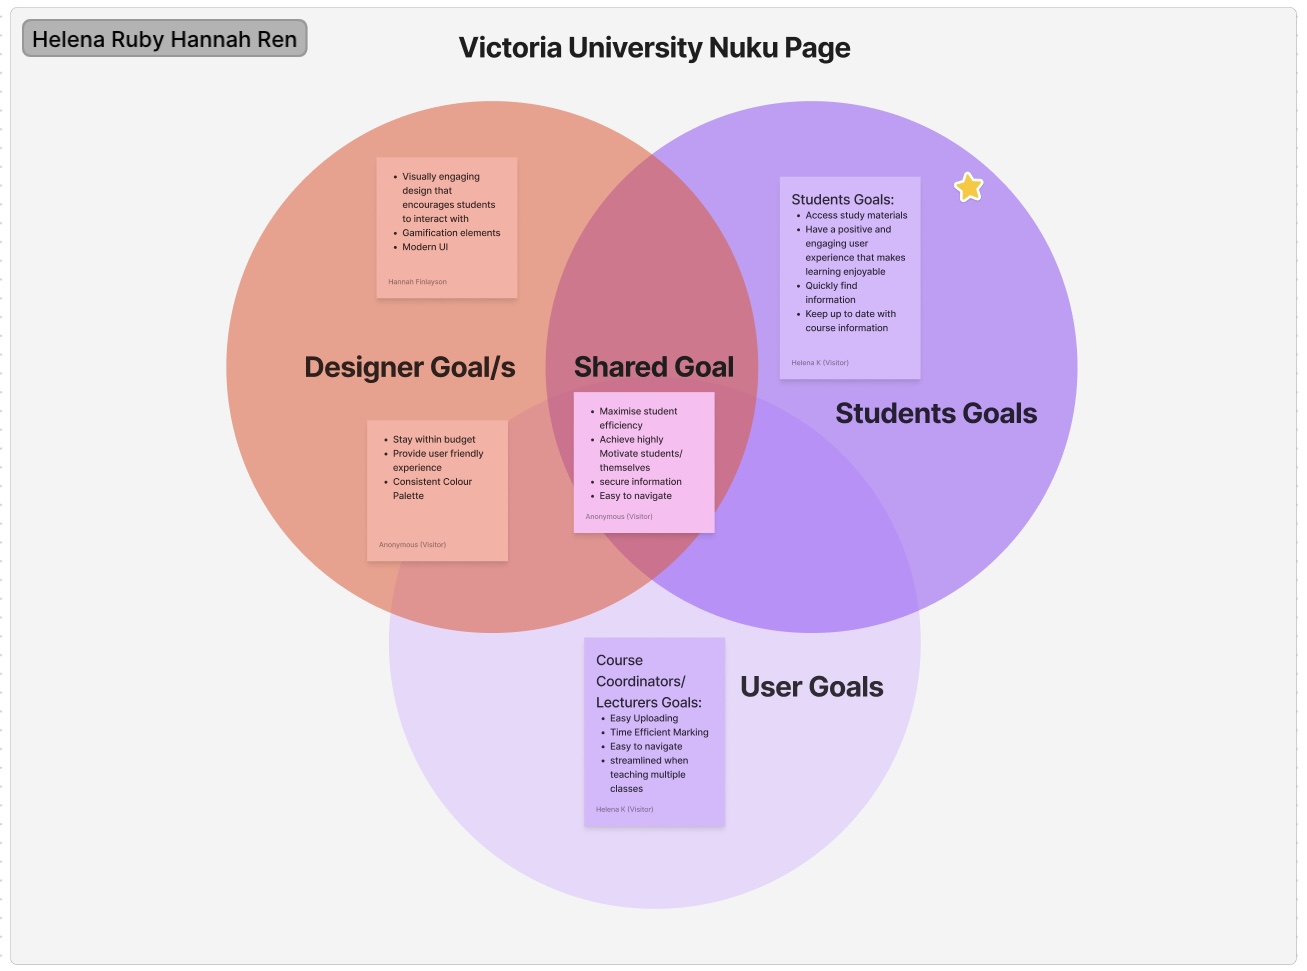 Helena Ruby Hannah Ren
Victoria University Nuku Page
• Visually engaging
design that
encourages students
to interact with
• Gamification elements
• Modern UI
Hannah Finlayson
Students Goals:
• Access study materials
• Have a positive and
engaging user
experience that makes
learning enjoyable
• Quickly find
information
• Keep up to date with
course information
Helena K (Visitor)
Designer Goal/s
Shared Goal
Students Goals
• Stay within budget
• Provide user friendly
experience
• Consistent Colour
Palette
Anonymous (Visitor)
• Maximise student
efficiency
• Achieve highly
Motivate students/
themselves
• secure information
• Easy to navigate
Anonymous (Visitor)
Course
Coordinators/
Lecturers Goals:
• Easy Uploading
• Time Efficient Marking
• Easy to navigate
• streamlined when
teaching multiple
classes
Helena K (Visitor)
User Goals